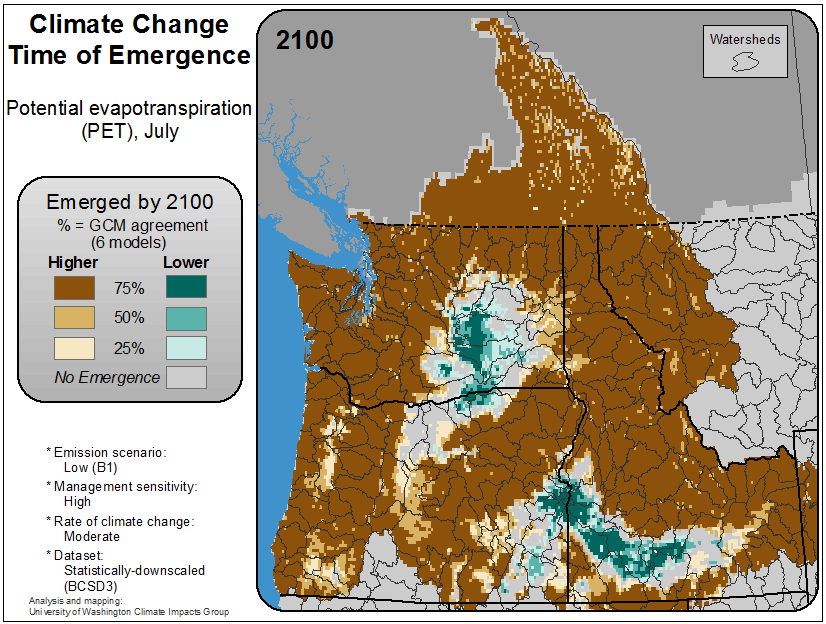 Climate Change
Time of Emergence
Potential evapotranspiration
(PET), July
Emerged by 2100
% = GCM agreement
(6 models)
Higher Lower
75%
50%
25%
No Emergence
* Emission scenario:
Low (B1)
* Management sensitivity:
High
* Rate of climate change:
Moderate
* Dataset:
Statistically-downscaled
(BCSD3)
Analysis and mapping:
University of Washington Climate Impacts Group
2100
Watersheds